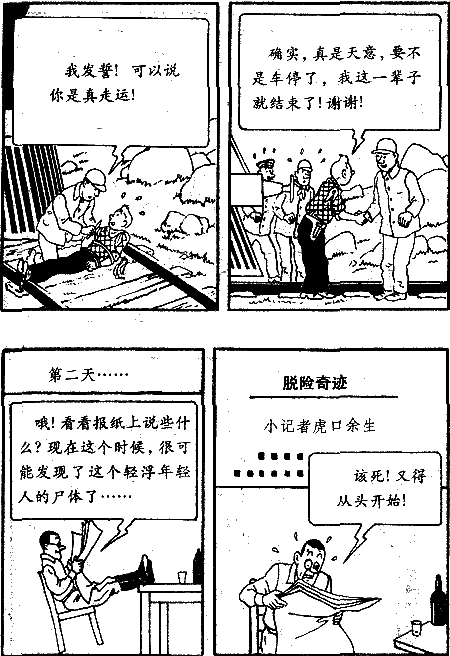 我发誓！可以说
你是真走运！
确实，真是天意，要不
是车停了，我这一辈子
就结束了！谢谢！
第二天……
哦！看看报纸上说些什
么？现在这个时候，很可
能发现了这个轻浮年轻
人的尸体了……
脱险奇迹
小记者虎口余生
该死！又得
从头开始！